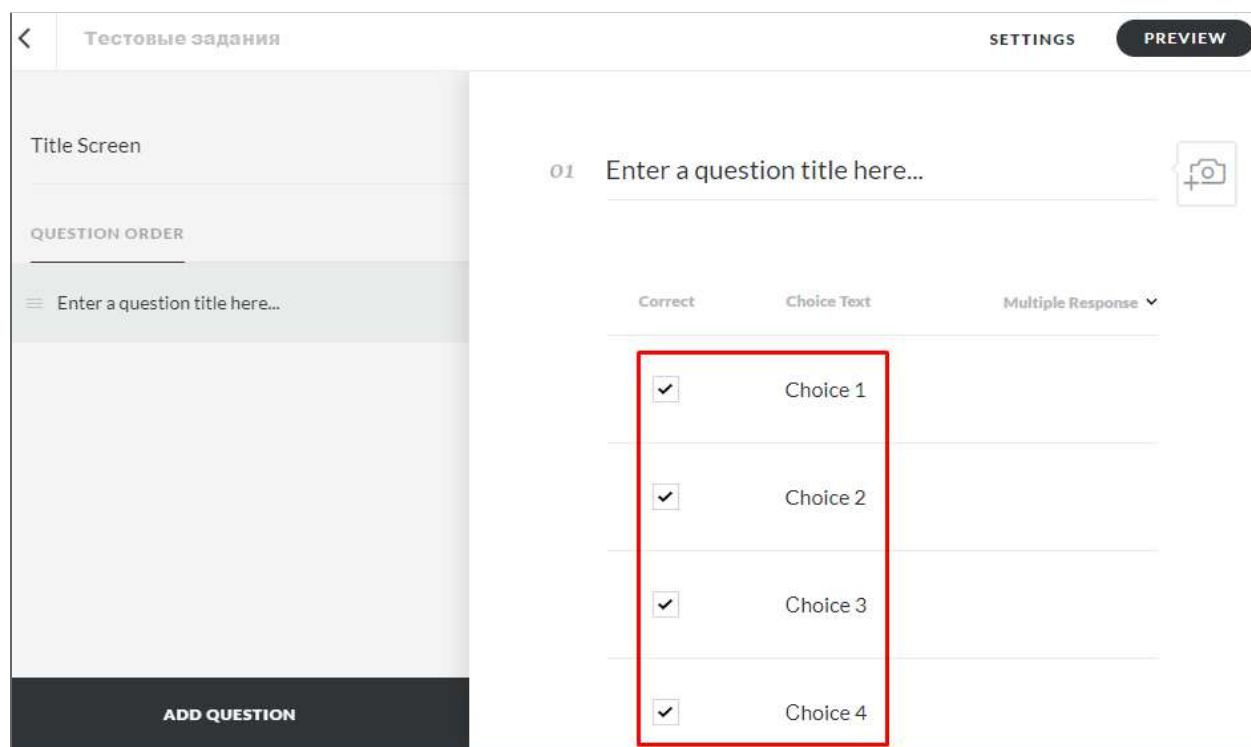 Тестовые задания
SETTINGS
PREVIEW
Title Screen
QUESTION ORDER
Enter a question title here...
ADD QUESTION
01 Enter a question title here...
Correct Choice Text Multiple Response
Choice 1
Choice 2
Choice 3
Choice 4